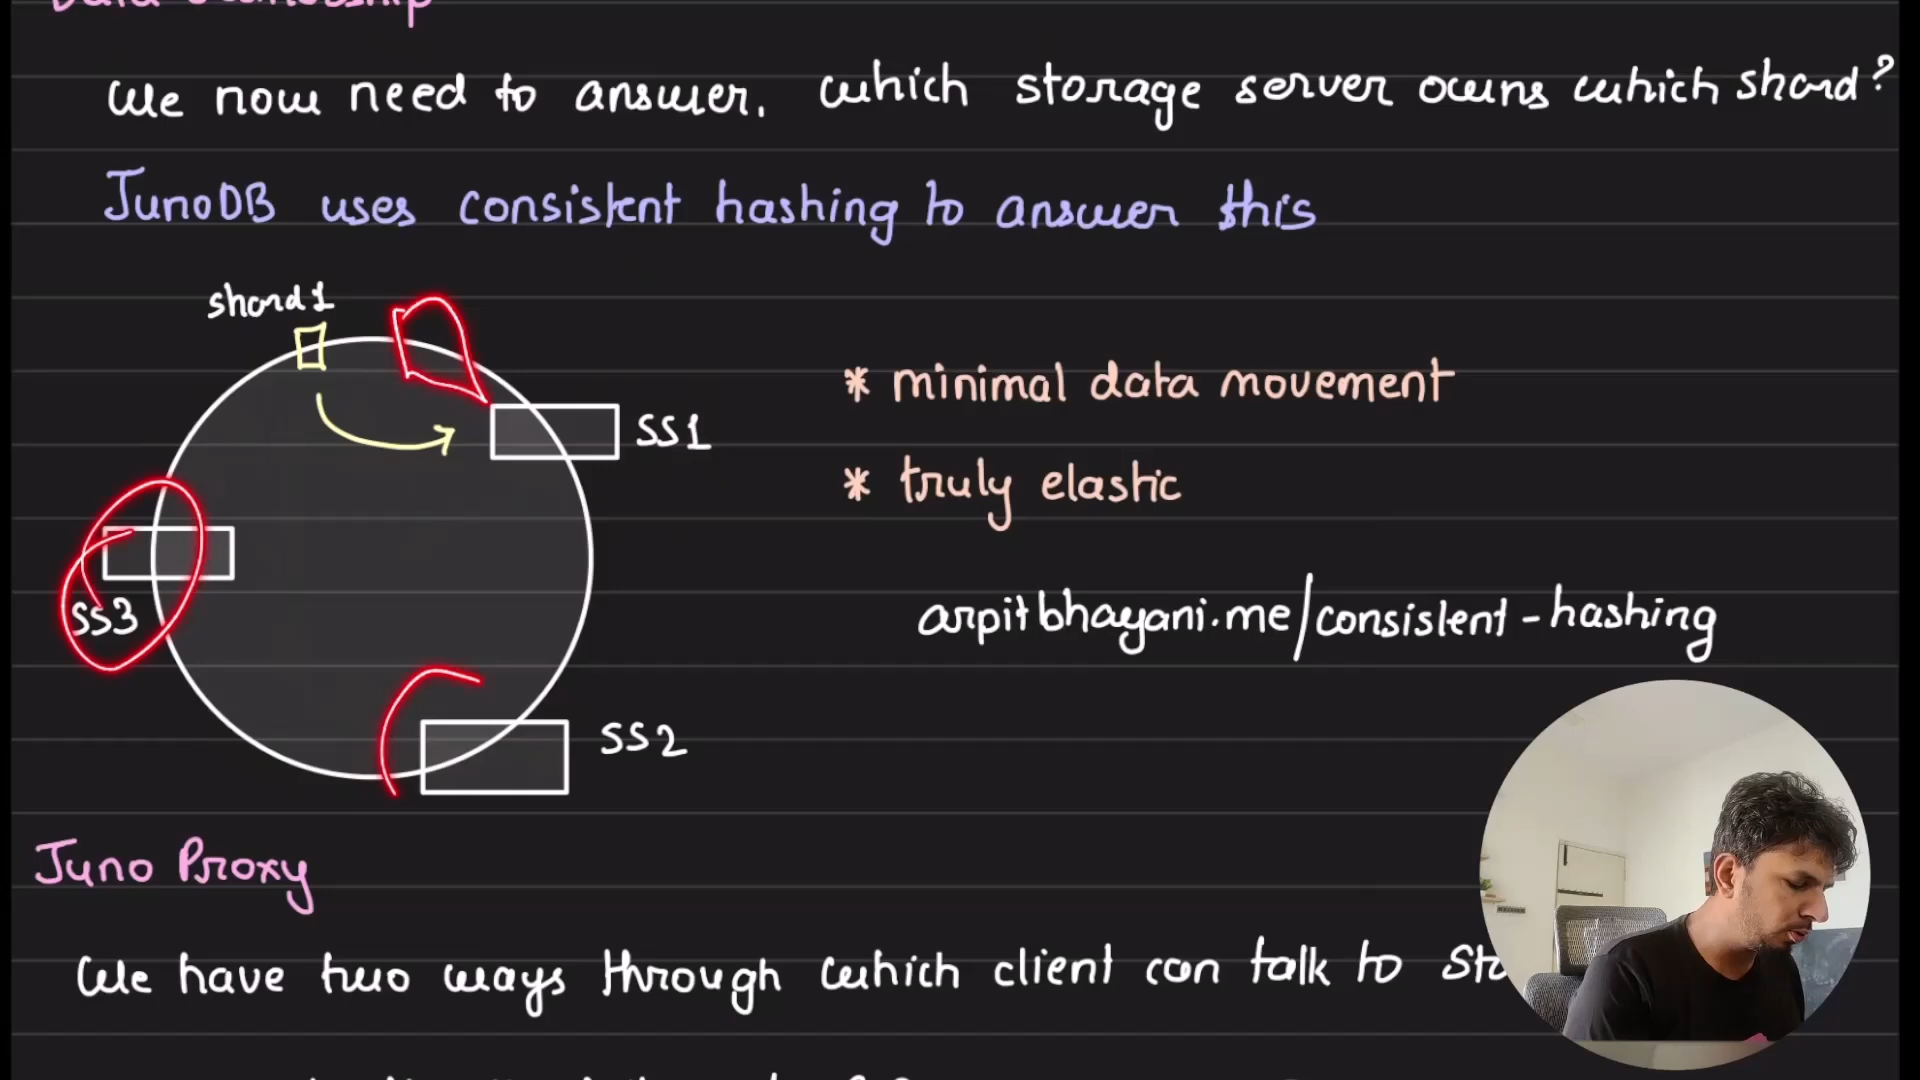 We now need to answer, which storage server owns which shard?
JunoDB uses consistent hashing to answer this
shard 1
SS1
* minimal data movement
* truly elastic
arpitbhayani.me/consistent-hashing
SS3
SS2
Juno Proxy
We have two ways through which client can talk to